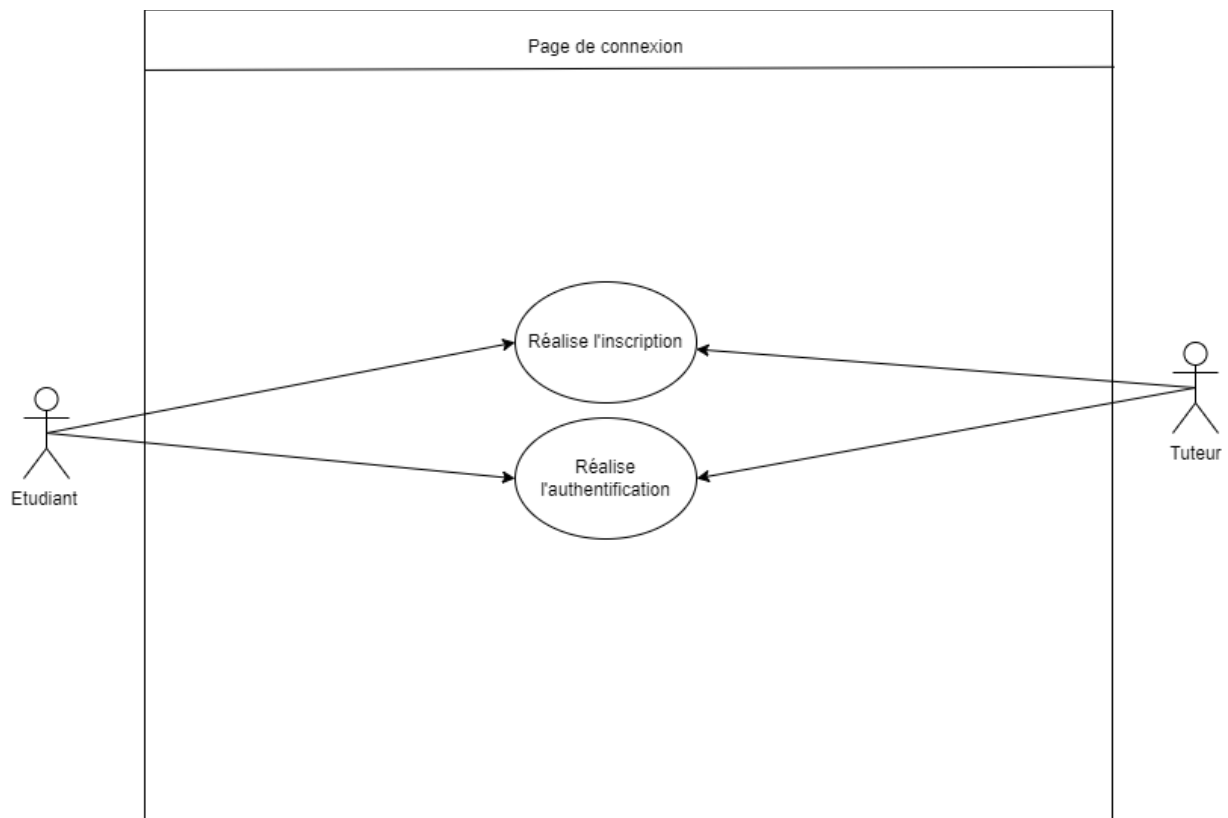 Page de connexion
Réalise l'inscription
Réalise
l'authentification
Etudiant
Tuteur